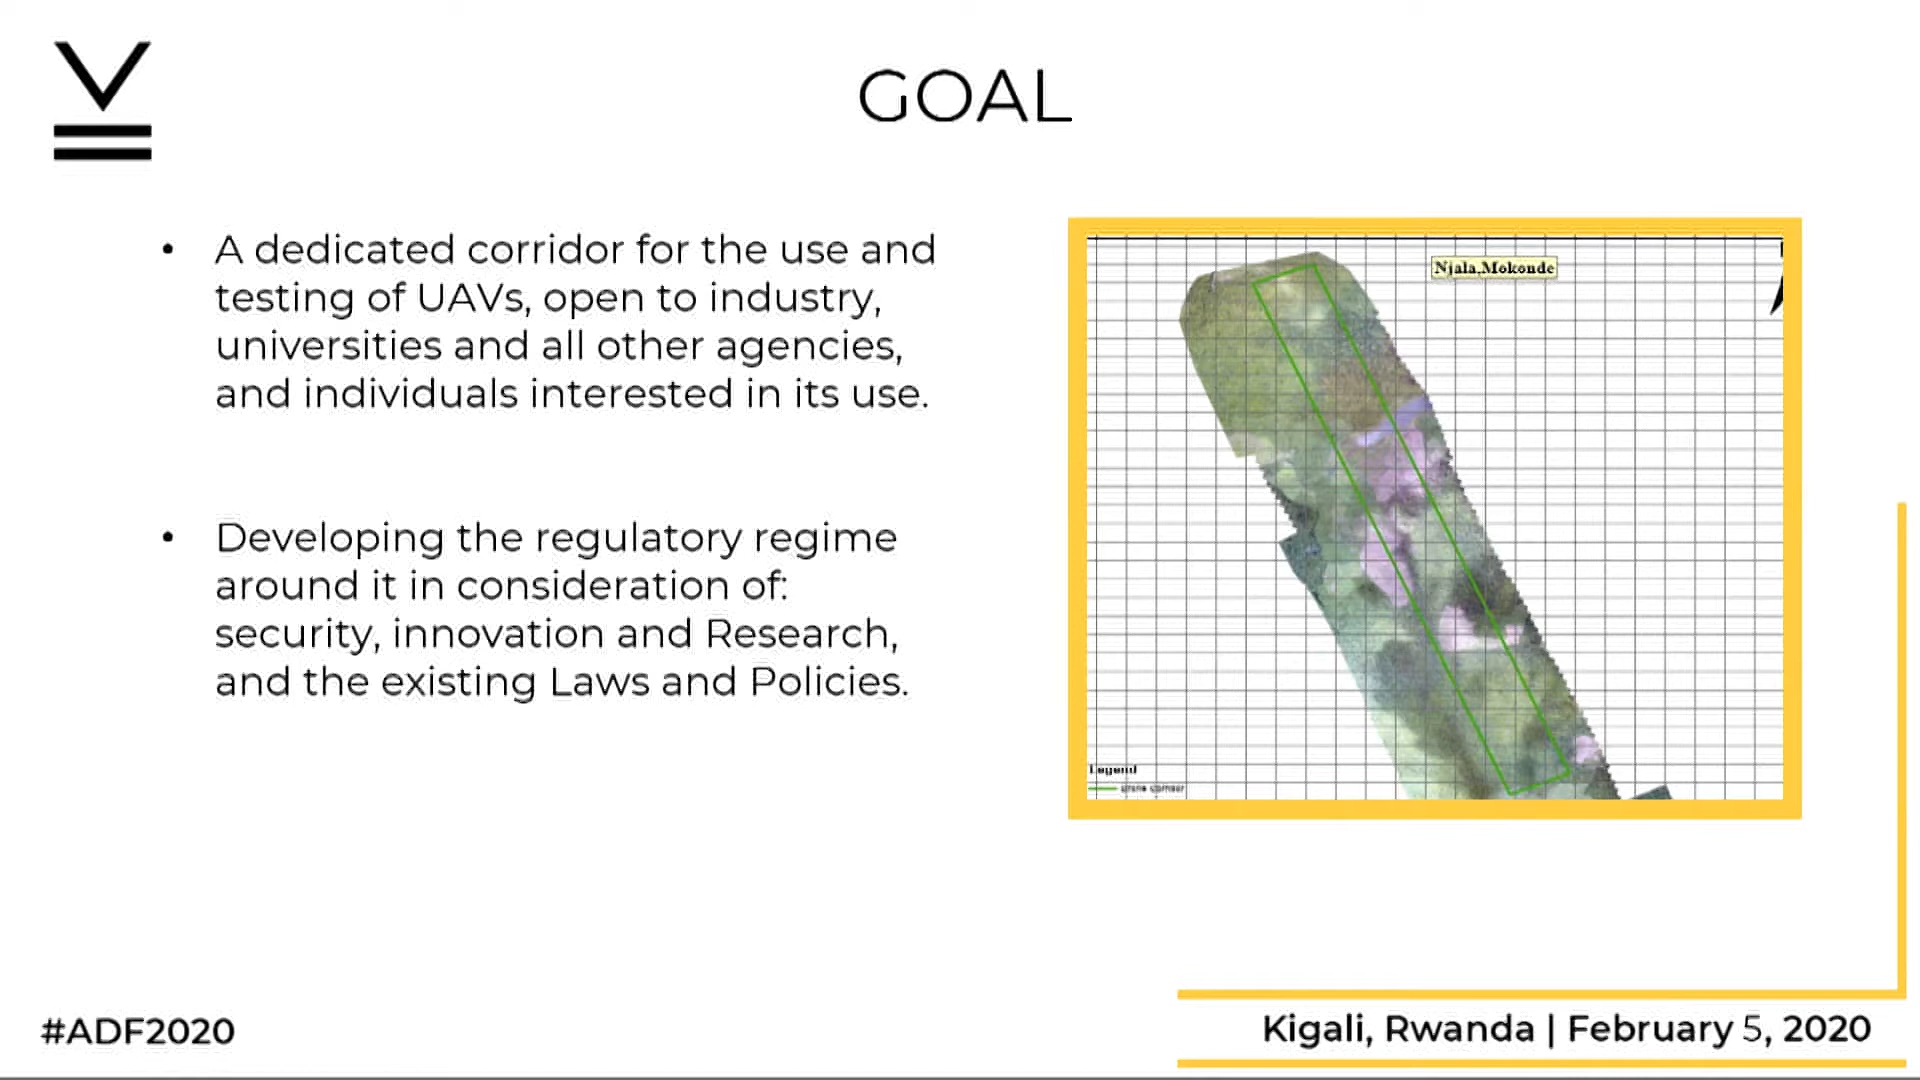 GOAL
• A dedicated corridor for the use and
testing of UAVs, open to industry,
universities and all other agencies,
and individuals interested in its use.
• Developing the regulatory regime
around it in consideration of:
security, innovation and Research,
and the existing Laws and Policies.
Njala,Mokonde
Legend
drone corridor
#ADF2020
Kigali, Rwanda | February 5, 2020